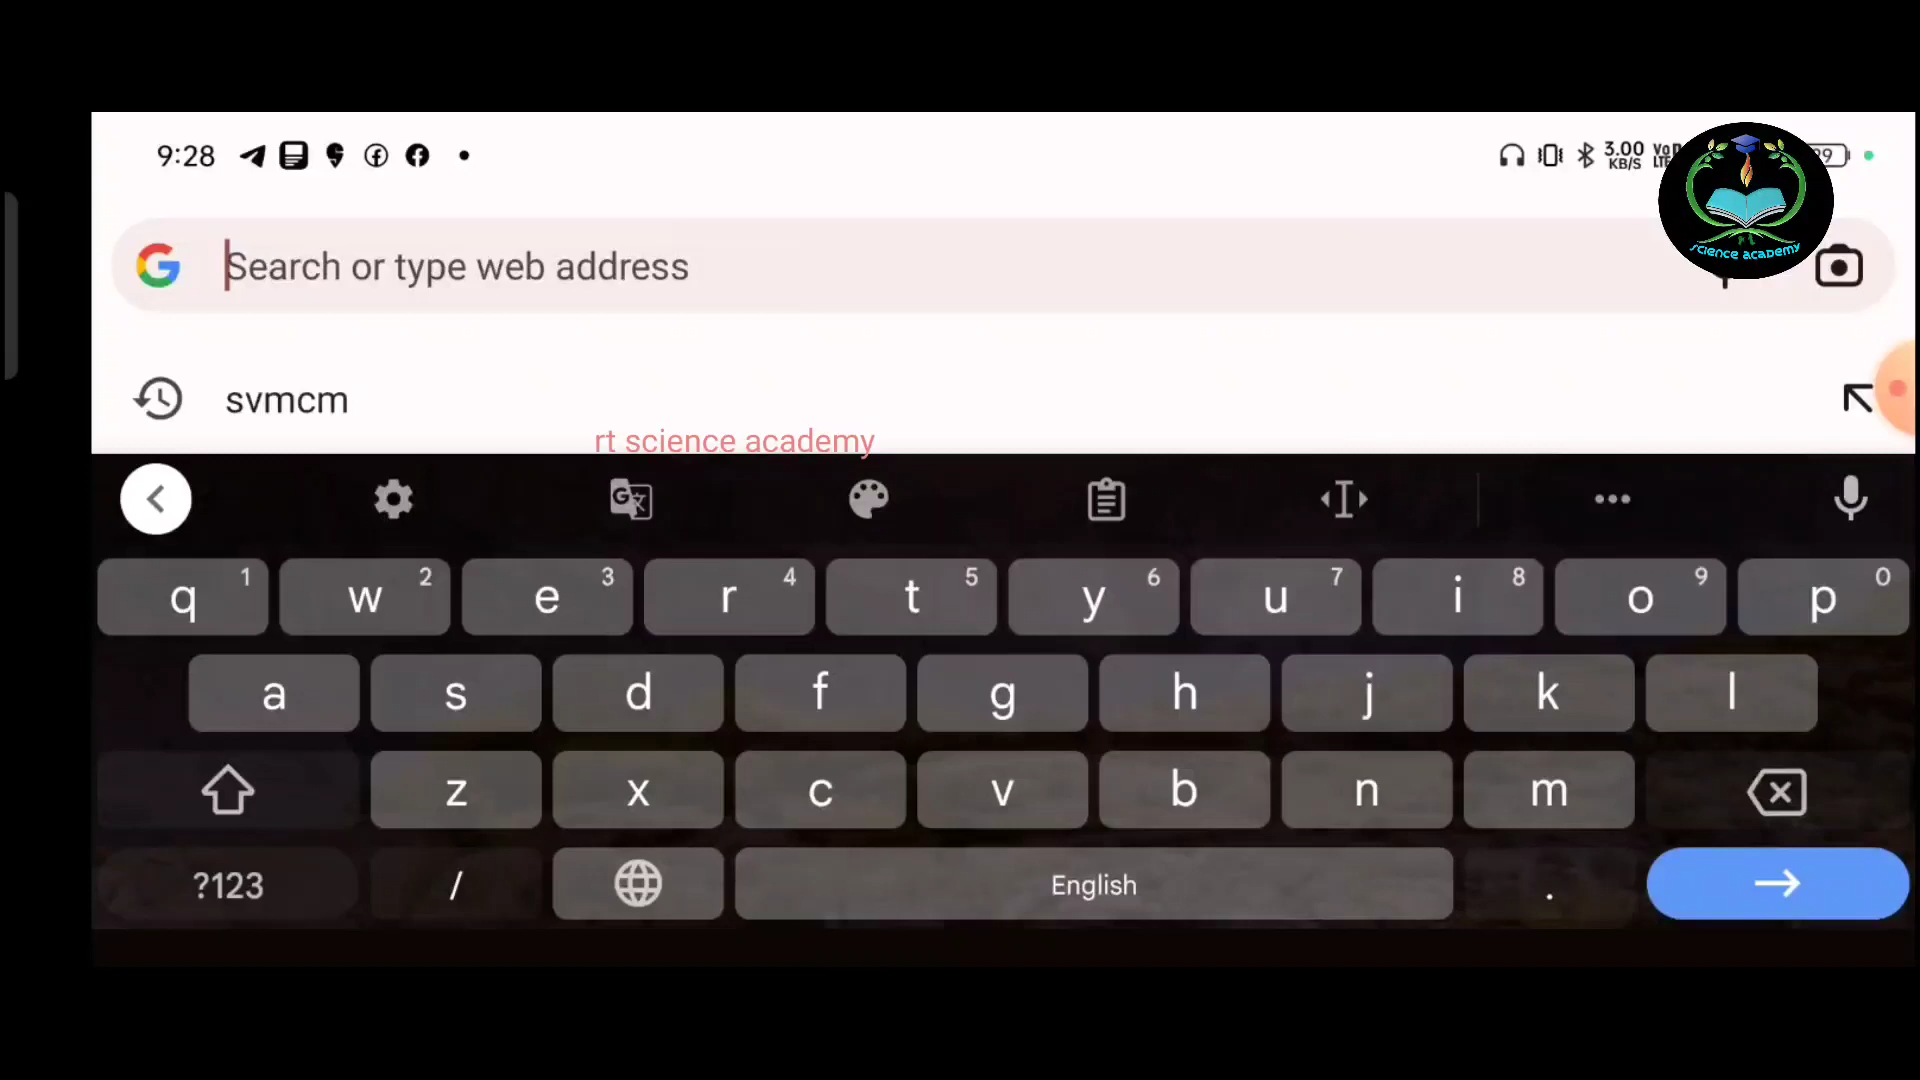 9:28
3.00
KB/S
science academy
Search or type web address
svmcm
rt science academy
q 1 w 2 e 3 r 4 t 5 y 6 u 7 i 8 o 9 p 0
a s d f g h j k l
z x c v b n m
?123 / English .